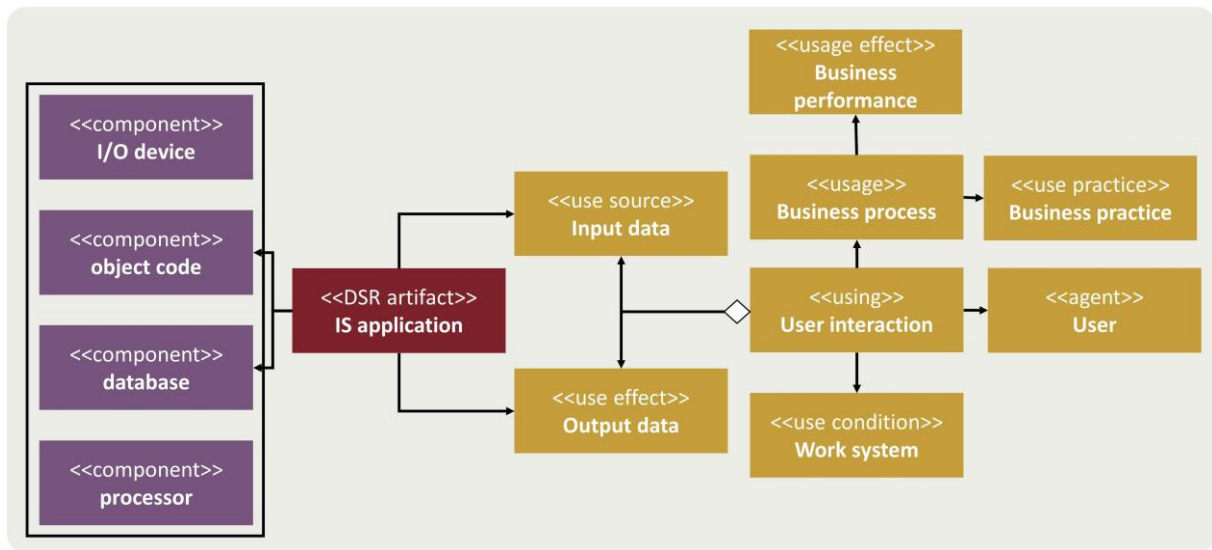 <<component>>
I/O device
<<component>>
object code
<<component>>
database
<<component>>
processor
<<DSR artifact>>
IS application
<<use source>>
Input data
<<use effect>>
Output data
<<usage effect>>
Business
performance
<<usage>>
Business process
<<use practice>>
Business practice
<<using>>
User interaction
<<agent>>
User
<<use condition>>
Work system